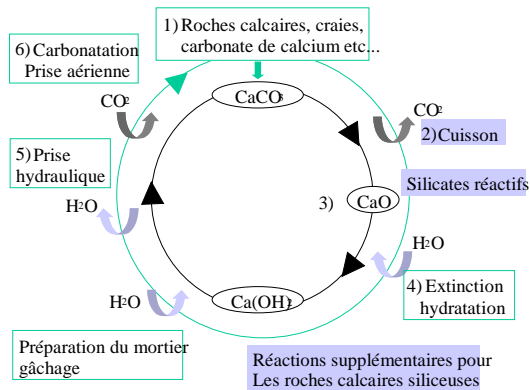 1) Roches calcaires, craies,
carbonate de calcium etc...
6) Carbonatation
Prise aérienne
CaCO3
CO2
CO2
2) Cuisson
5) Prise
hydraulique
Silicates réactifs
3)
CaO
H2O
H2O
4) Extinction
hydratation
H2O
Ca(OH)2
Préparation du mortier
gâchage
Réactions supplémentaires pour
Les roches calcaires siliceuses